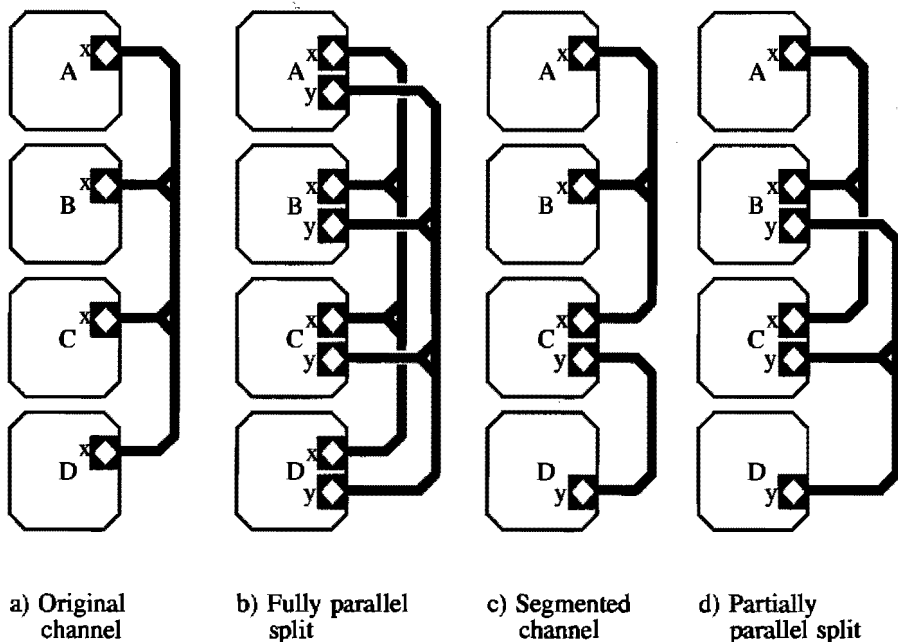 x
A
x
B
x
C
x
D
x
A
y
x
B
y
x
C
y
x
D
y
x
A
x
B
x
C
y
D
y
x
A
x
B
y
x
C
y
D
y
a) Original
channel
b) Fully parallel
split
c) Segmented
channel
d) Partially
parallel split